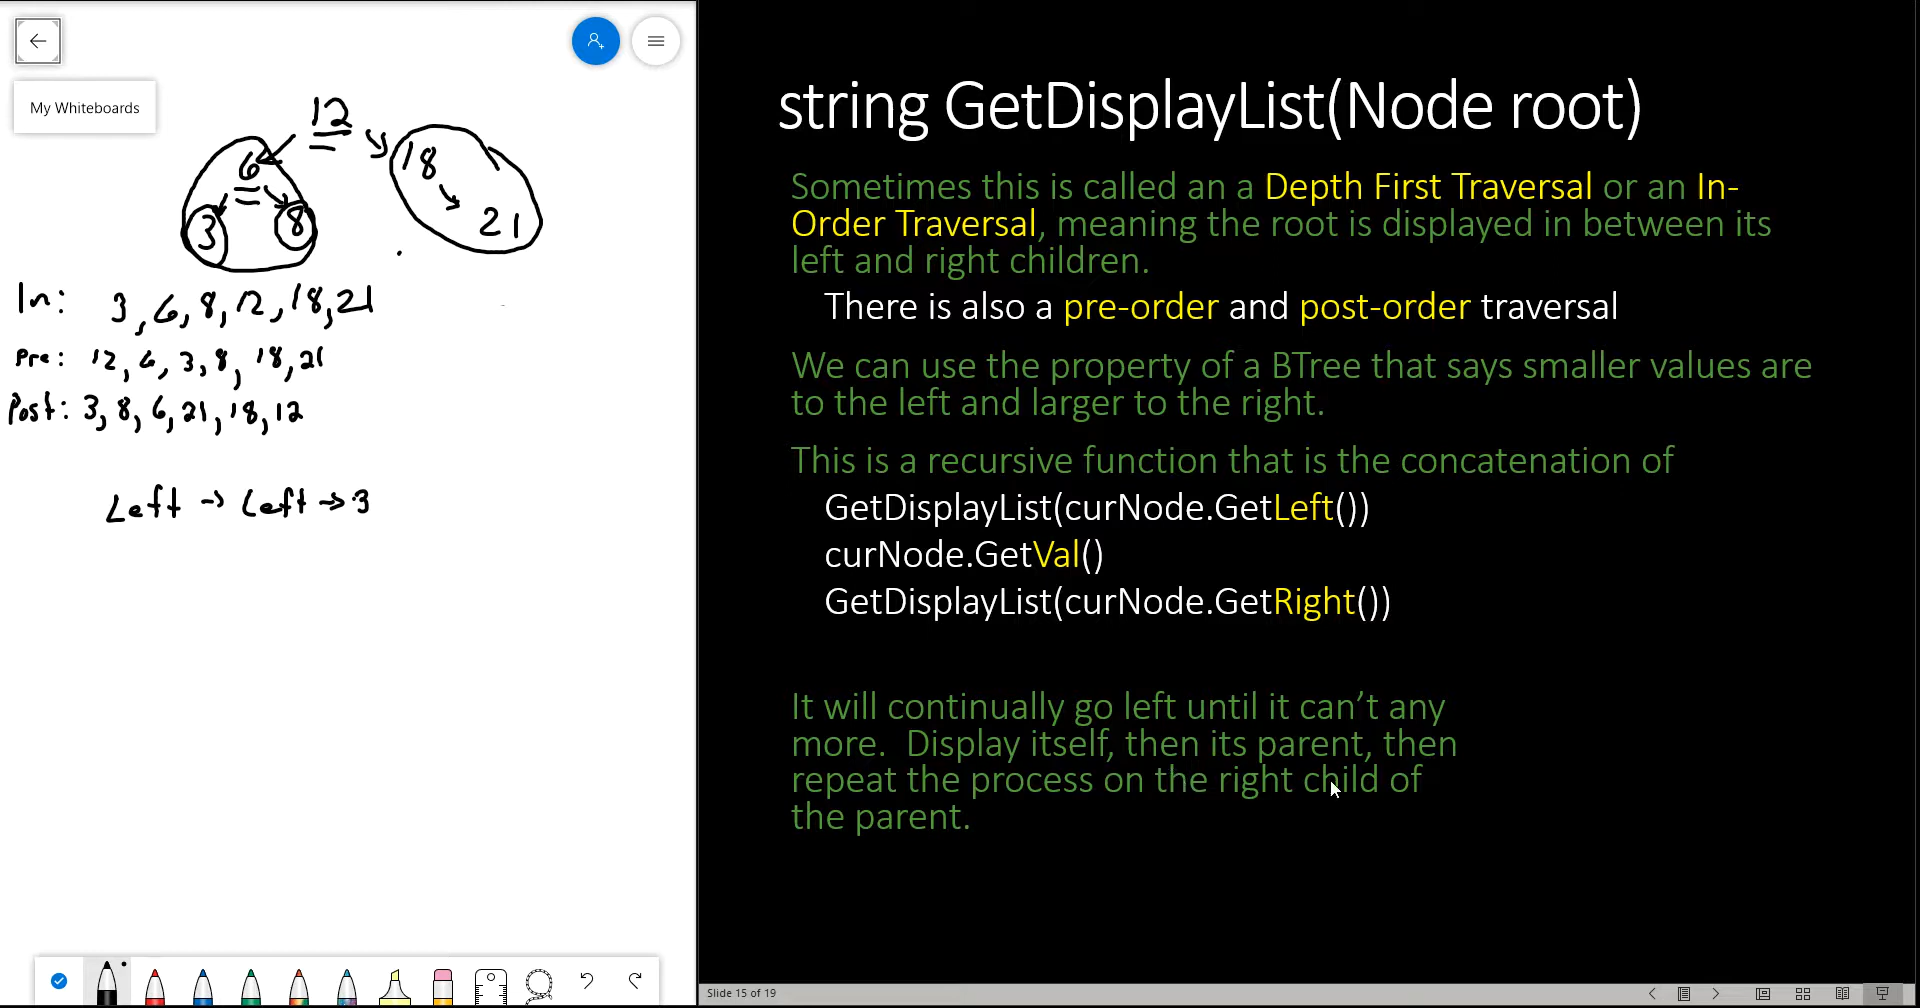 My Whiteboards
12
6
18
3
8
21
In: 3, 6, 8, 12, 18, 21
Pre: 12, 6, 3, 8, 18, 21
Post: 3, 8, 6, 21, 18, 12
Left → Left → 3
string GetDisplayList(Node root)
Sometimes this is called an a Depth First Traversal or an In-
Order Traversal, meaning the root is displayed in between its
left and right children.
There is also a pre-order and post-order traversal
We can use the property of a BTree that says smaller values are
to the left and larger to the right.
This is a recursive function that is the concatenation of
GetDisplayList(curNode.GetLeft())
curNode.GetVal()
GetDisplayList(curNode.GetRight())
It will continually go left until it can’t any
more.  Display itself, then its parent, then
repeat the process on the right child of
the parent.
Slide 15 of 19